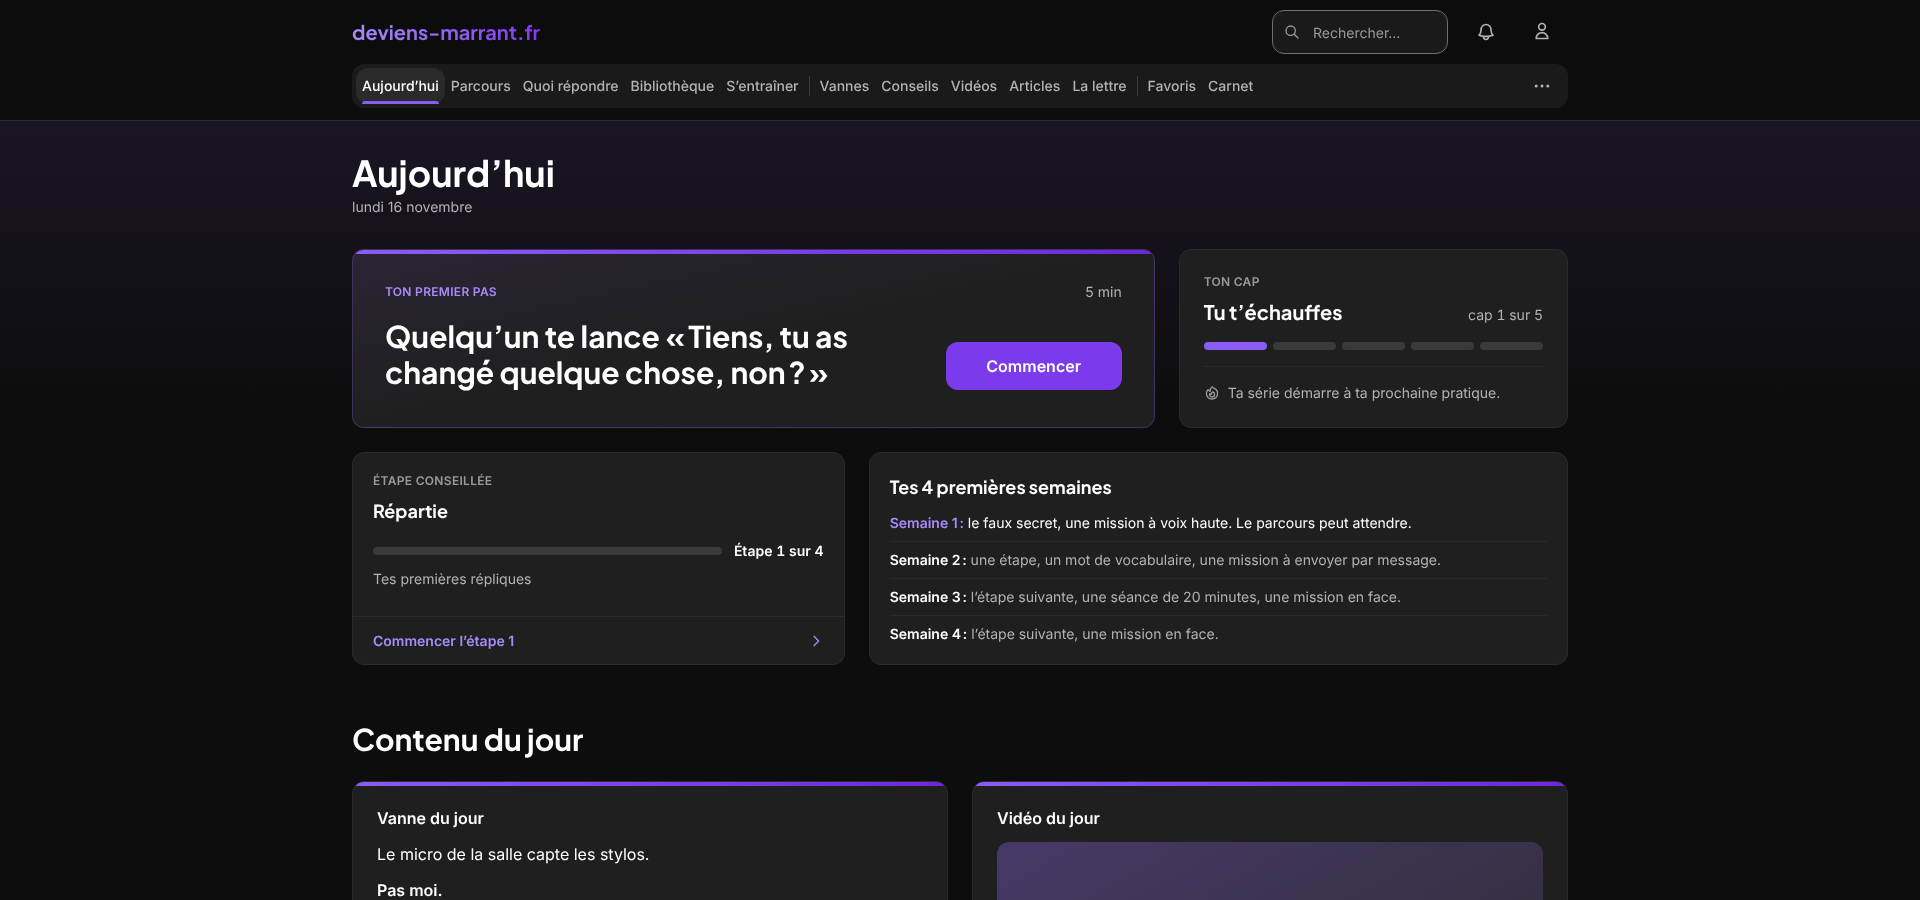 deviens-marrant.fr
Rechercher...
Aujourd’hui Parcours Quoi répondre Bibliothèque S’entraîner Vannes Conseils Vidéos Articles La lettre Favoris Carnet
Aujourd’hui
lundi 16 novembre
TON PREMIER PAS
5 min
Quelqu’un te lance « Tiens, tu as
changé quelque chose, non ? »
Commencer
TON CAP
Tu t’échauffes
cap 1 sur 5
Ta série démarre à ta prochaine pratique.
ÉTAPE CONSEILLÉE
Répartie
Étape 1 sur 4
Tes premières répliques
Commencer l’étape 1
Tes 4 premières semaines
Semaine 1 : le faux secret, une mission à voix haute. Le parcours peut attendre.
Semaine 2 : une étape, un mot de vocabulaire, une mission à envoyer par message.
Semaine 3 : l’étape suivante, une séance de 20 minutes, une mission en face.
Semaine 4 : l’étape suivante, une mission en face.
Contenu du jour
Vanne du jour
Le micro de la salle capte les stylos.
Pas moi.
Vidéo du jour